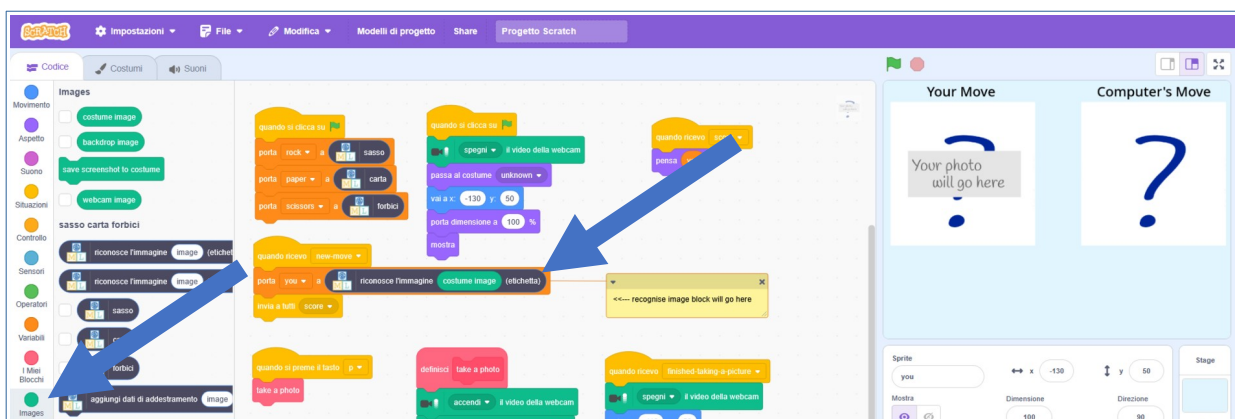 SCRATCH
Impostazioni
File
Modifica
Modelli di progetto
Share
Progetto Scratch
Codice
Costumi
Suoni
Movimento
Aspetto
Suono
Situazioni
Controllo
Sensori
Operatori
Variabili
I Miei
Blocchi
Images
Images
costume image
backdrop image
save screenshot to costume
webcam image
sasso carta forbici
riconosce l'immagine image (etichet
riconosce l'immagine image
sasso
forbici
aggiungi dati di addestramento image
quando si clicca su
porta rock a sasso
porta paper a carta
porta scissors a forbici
quando ricevo new-move
porta you a riconosce l'immagine costume image (etichetta)
invia a tutti score
quando si preme il tasto p
take a photo
quando si clicca su
spegni il video della webcam
passa al costume unknown
vai a x: -130 y: 50
porta dimensione a 100 %
mostra
definisci take a photo
accendi il video della webcam
quando ricevo
pensa
<<--- recognise image block will go here
quando ricevo finished-taking-a-picture
spegni il video della webcam
Your Move
Computer's Move
?
Your photo
will go here
?
Sprite
you
x -130
y 50
Mostra
Dimensione
100
Direzione
90
Stage